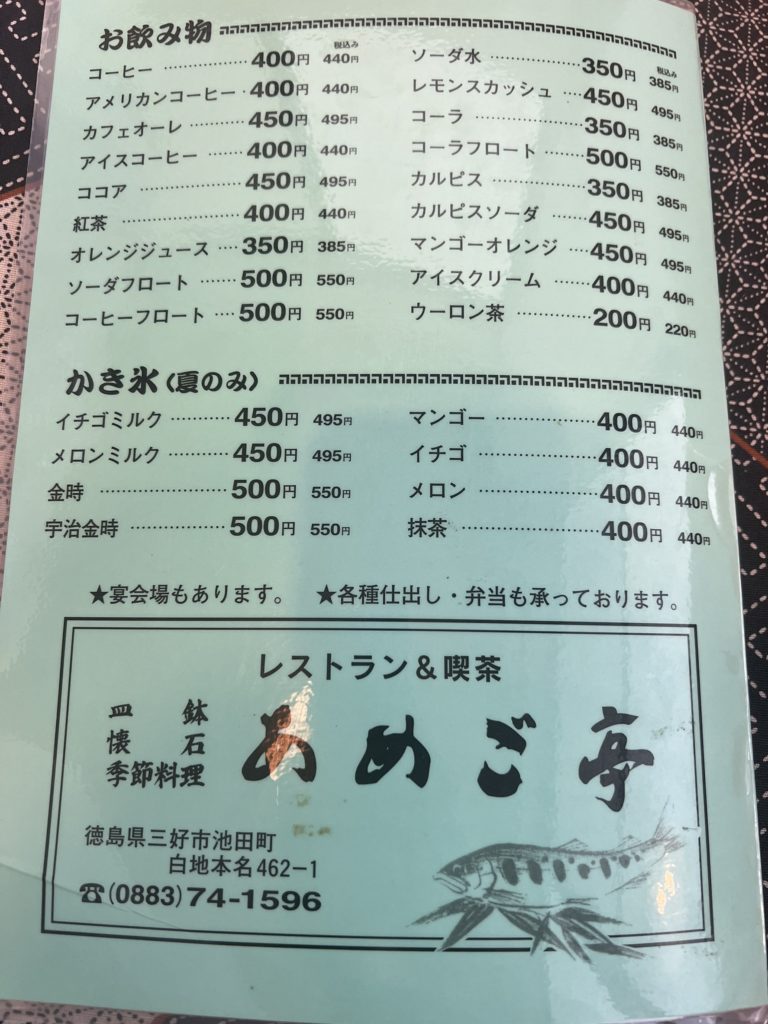 お飲み物
税込み
コーヒー 400円 440円
アメリカンコーヒー 400円 440円
カフェオーレ 450円 495円
アイスコーヒー 400円 440円
ココア 450円 495円
紅茶 400円 440円
オレンジジュース 350円 385円
ソーダフロート 500円 550円
コーヒーフロート 500円 550円
税込み
ソーダ水 350円 385円
レモンスカッシュ 450円 495円
コーラ 350円 385円
コーラフロート 500円 550円
カルピス 350円 385円
カルピスソーダ 450円 495円
マンゴーオレンジ 450円 495円
アイスクリーム 400円 440円
ウーロン茶 200円 220円
かき氷（夏のみ）
イチゴミルク 450円 495円
メロンミルク 450円 495円
金時 500円 550円
宇治金時 500円 550円
マンゴー 400円 440円
イチゴ 400円 440円
メロン 400円 440円
抹茶 400円 440円
★宴会場もあります。 ★各種仕出し・弁当も承っております。
レストラン＆喫茶
皿鉢
懐石
季節料理
あめご亭
徳島県三好市池田町
白地本名462−1
☎(0883)74-1596